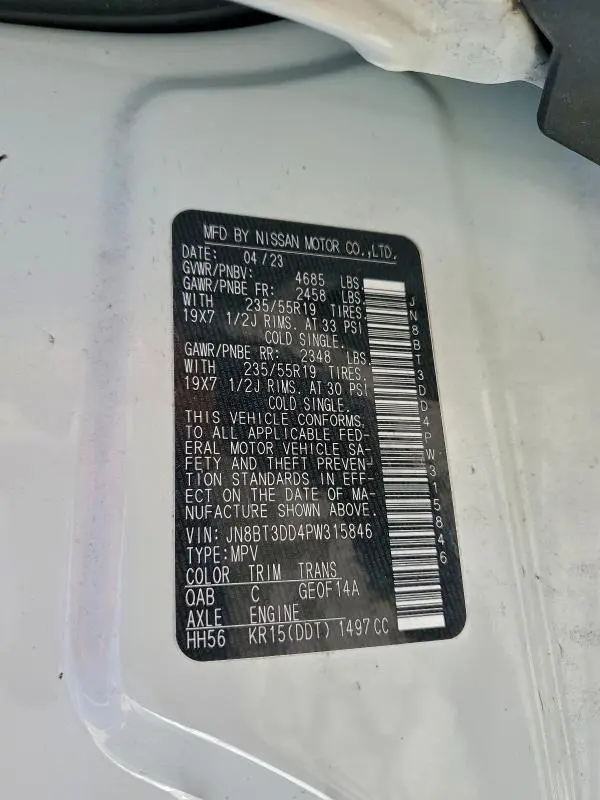 MFD BY NISSAN MOTOR CO.,LTD.
DATE: 04/23
GVWR/PNBV: 4685 LBS.
GAWR/PNBE FR: 2458 LBS.
WITH 235/55R19 TIRES,
19X7 1/2J RIMS. AT 33 PSI
COLD SINGLE.
GAWR/PNBE RR: 2348 LBS.
WITH 235/55R19 TIRES,
19X7 1/2J RIMS. AT 30 PSI
COLD SINGLE.
THIS VEHICLE CONFORMS
TO ALL APPLICABLE FED-
ERAL MOTOR VEHICLE SA-
FETY AND THEFT PREVEN-
TION STANDARDS IN EFF-
ECT ON THE DATE OF MA-
NUFACTURE SHOWN ABOVE.
VIN: JN8BT3DD4PW315846
TYPE:MPV
COLOR TRIM TRANS
QAB C GE0F14A
AXLE ENGINE
HH56 KR15(DDT) 1497CC
JN8BT3DD4PW315846